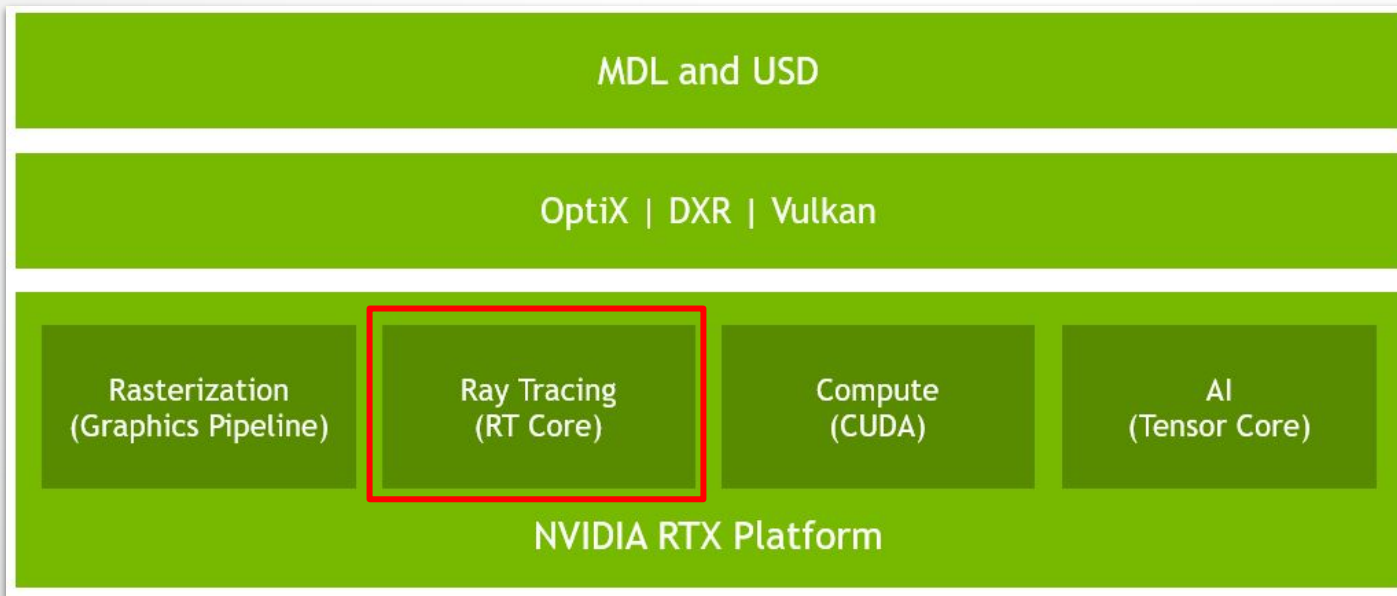 MDL and USD
OptiX | DXR | Vulkan
Rasterization
(Graphics Pipeline)
Ray Tracing
(RT Core)
Compute
(CUDA)
AI
(Tensor Core)
NVIDIA RTX Platform